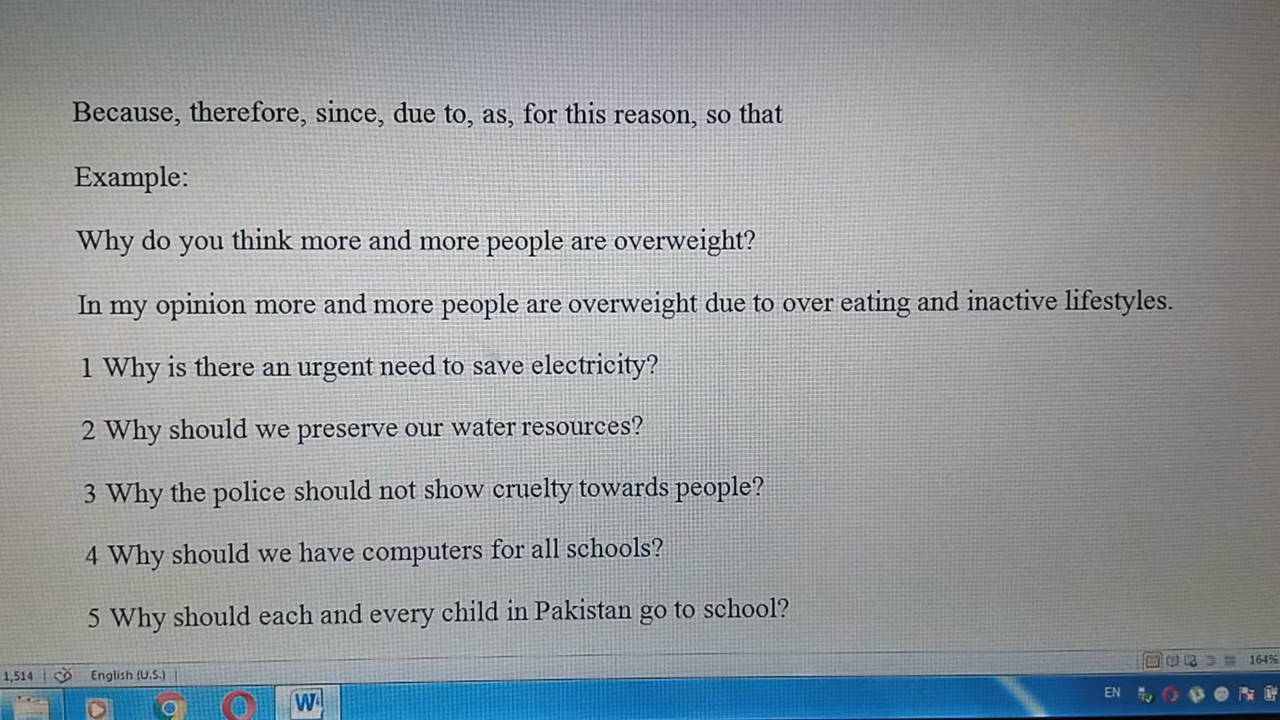 Because, therefore, since, due to, as, for this reason, so that
Example:
Why do you think more and more people are overweight?
In my opinion more and more people are overweight due to over eating and inactive lifestyles.
1 Why is there an urgent need to save electricity?
2 Why should we preserve our water resources?
3 Why the police should not show cruelty towards people?
4 Why should we have computers for all schools?
5 Why should each and every child in Pakistan go to school?
1,514 English (U.S.) 164%
W EN